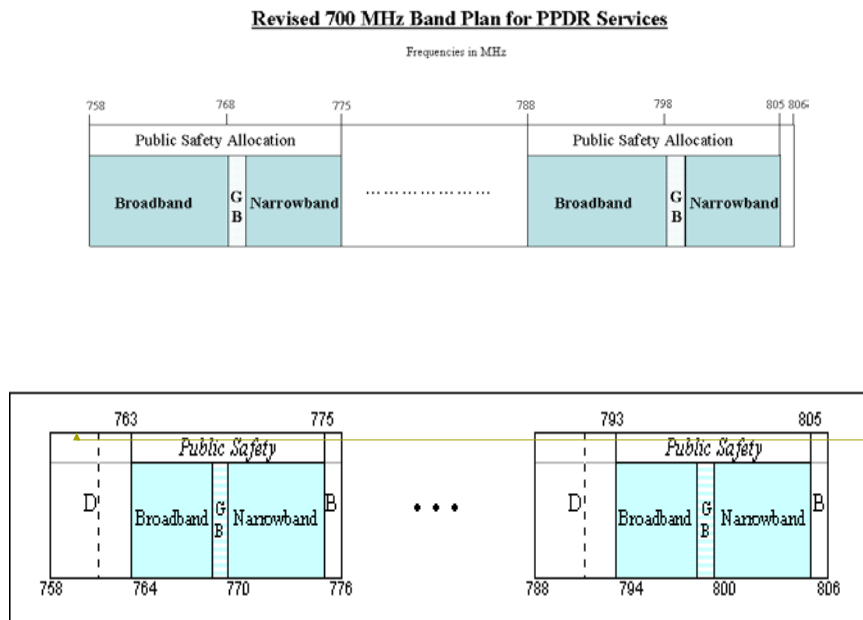 Revised 700 MHz Band Plan for PPDR Services
Frequencies in MHz
758 768 775 788 798 805 806
Public Safety Allocation Public Safety Allocation
Broadband G B Narrowband ………………… Broadband G B Narrowband
763 775 793 805
Public Safety Public Safety
D Broadband G B Narrowband B • • • D Broadband G B Narrowband B
758 764 770 776 788 794 800 806